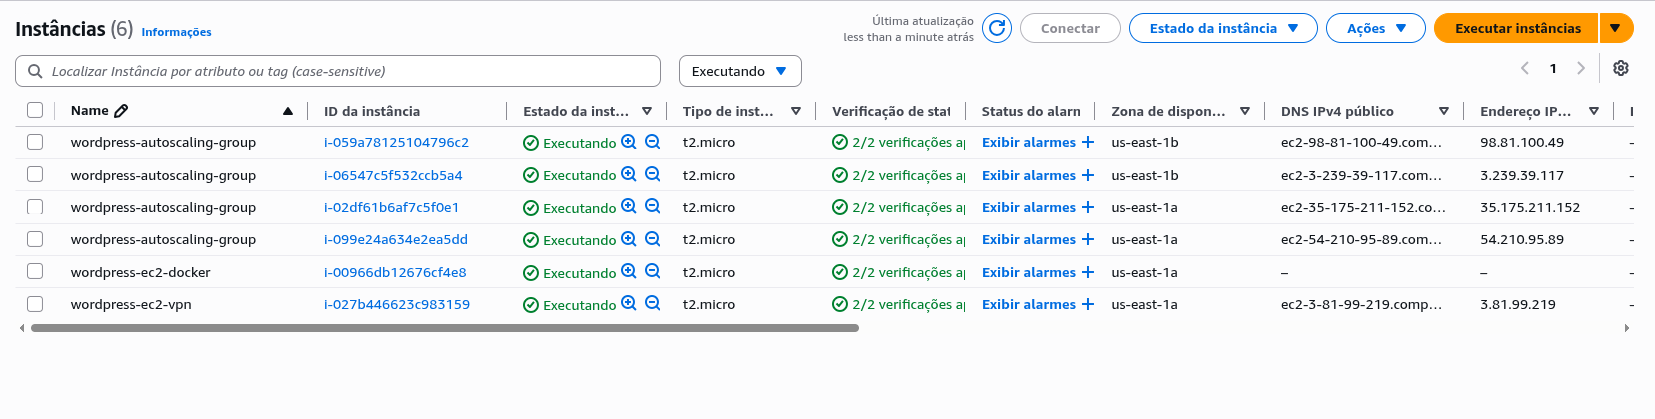 Instâncias (6) Informações
Última atualização
less than a minute atrás
Conectar
Estado da instância
Ações
Executar instâncias
Localizar Instância por atributo ou tag (case-sensitive)
Executando
1
Name ID da instância Estado da inst... Tipo de inst... Verificação de stat Status do alarn Zona de dispon... DNS IPv4 público Endereço IP...
wordpress-autoscaling-group i-059a78125104796c2 Executando t2.micro 2/2 verificações a Exibir alarmes + us-east-1b ec2-98-81-100-49.com... 98.81.100.49 –
wordpress-autoscaling-group i-06547c5f532ccb5a4 Executando t2.micro 2/2 verificações a Exibir alarmes + us-east-1b ec2-3-239-39-117.com... 3.239.39.117 –
wordpress-autoscaling-group i-02df61b6af7c5f0e1 Executando t2.micro 2/2 verificações a Exibir alarmes + us-east-1a ec2-35-175-211-152.co... 35.175.211.152 –
wordpress-autoscaling-group i-099e24a634e2ea5dd Executando t2.micro 2/2 verificações a Exibir alarmes + us-east-1a ec2-54-210-95-89.com... 54.210.95.89 –
wordpress-ec2-docker i-00966db12676cf4e8 Executando t2.micro 2/2 verificações a Exibir alarmes + us-east-1a – – –
wordpress-ec2-vpn i-027b446623c983159 Executando t2.micro 2/2 verificações a Exibir alarmes + us-east-1a ec2-3-81-99-219.comp... 3.81.99.219 –